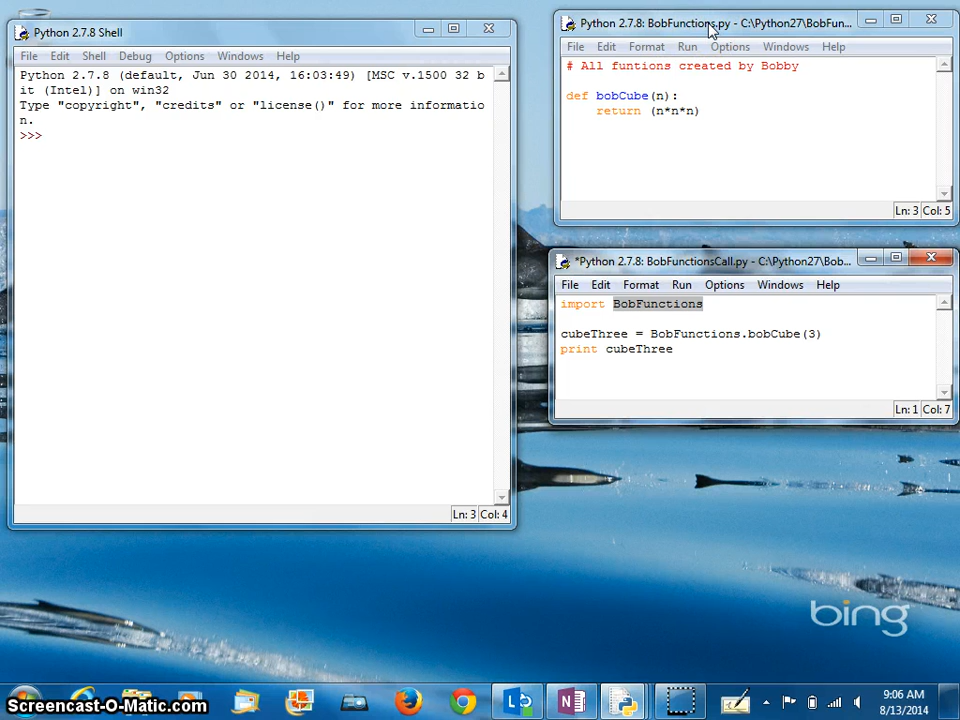 Python 2.7.8 Shell
File Edit Shell Debug Options Windows Help
Python 2.7.8 (default, Jun 30 2014, 16:03:49) [MSC v.1500 32 b
it (Intel)] on win32
Type "copyright", "credits" or "license()" for more informatio
n.
>>>
Ln: 3 Col: 4
Python 2.7.8: BobFunctions.py - C:\Python27\BobFun...
File Edit Format Run Options Windows Help
# All funtions created by Bobby
def bobCube(n):
return (n*n*n)
Ln: 3 Col: 5
*Python 2.7.8: BobFunctionsCall.py - C:\Python27\Bob...
File Edit Format Run Options Windows Help
import BobFunctions
cubeThree = BobFunctions.bobCube(3)
print cubeThree
Ln: 1 Col: 7
bing
Screencast-O-Matic.com
9:06 AM
8/13/2014